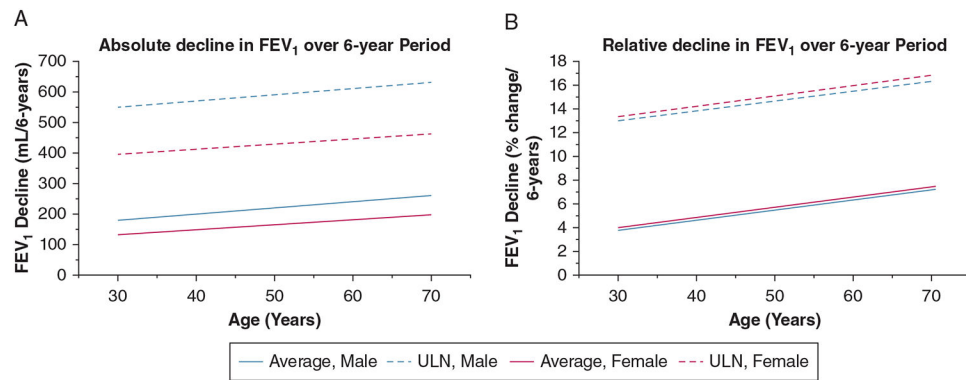 A
Absolute decline in FEV₁ over 6-year Period
FEV₁ Decline (mL/6-years)
700
600
500
400
300
200
100
0
30 40 50 60 70
Age (Years)
B
Relative decline in FEV₁ over 6-year Period
FEV₁ Decline (% change/
6-years)
18
16
14
12
10
8
6
4
2
0
30 40 50 60 70
Age (Years)
Average, Male ULN, Male Average, Female ULN, Female